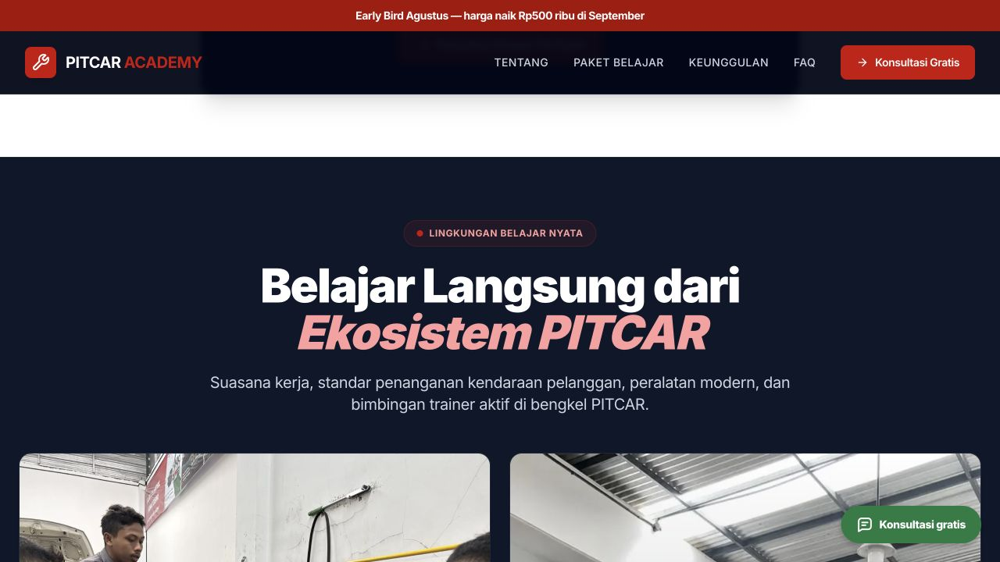 Early Bird Agustus — harga naik Rp500 ribu di September
PITCAR ACADEMY
TENTANG
PAKET BELAJAR
KEUNGGULAN
FAQ
Konsultasi Gratis
LINGKUNGAN BELAJAR NYATA
Belajar Langsung dari
Ekosistem PITCAR
Suasana kerja, standar penanganan kendaraan pelanggan, peralatan modern, dan
bimbingan trainer aktif di bengkel PITCAR.
Konsultasi gratis